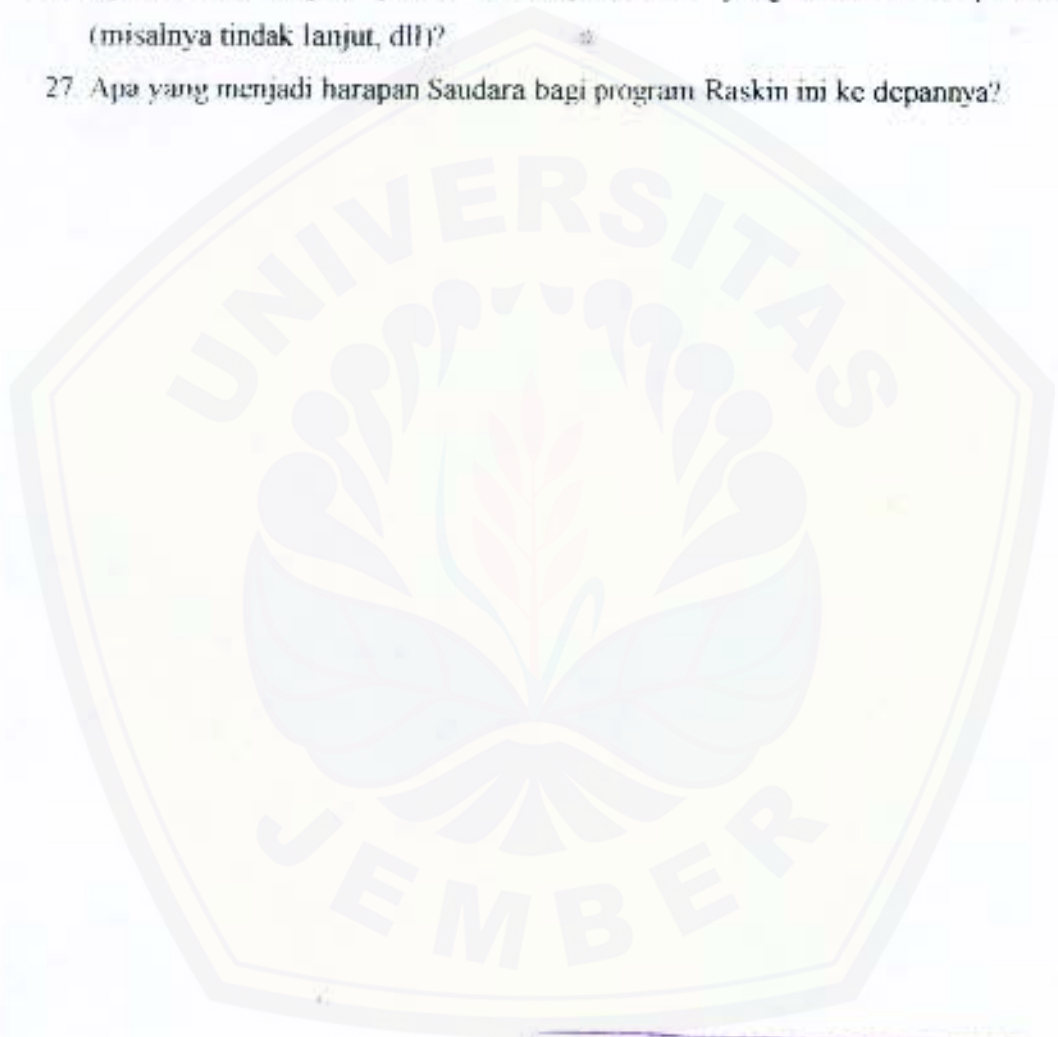 (misalnya tindak lanjut, dll)?
27. Apa yang menjadi harapan Saudara bagi program Raskin ini ke depannya?
UNIVERSITAS
JEMBER